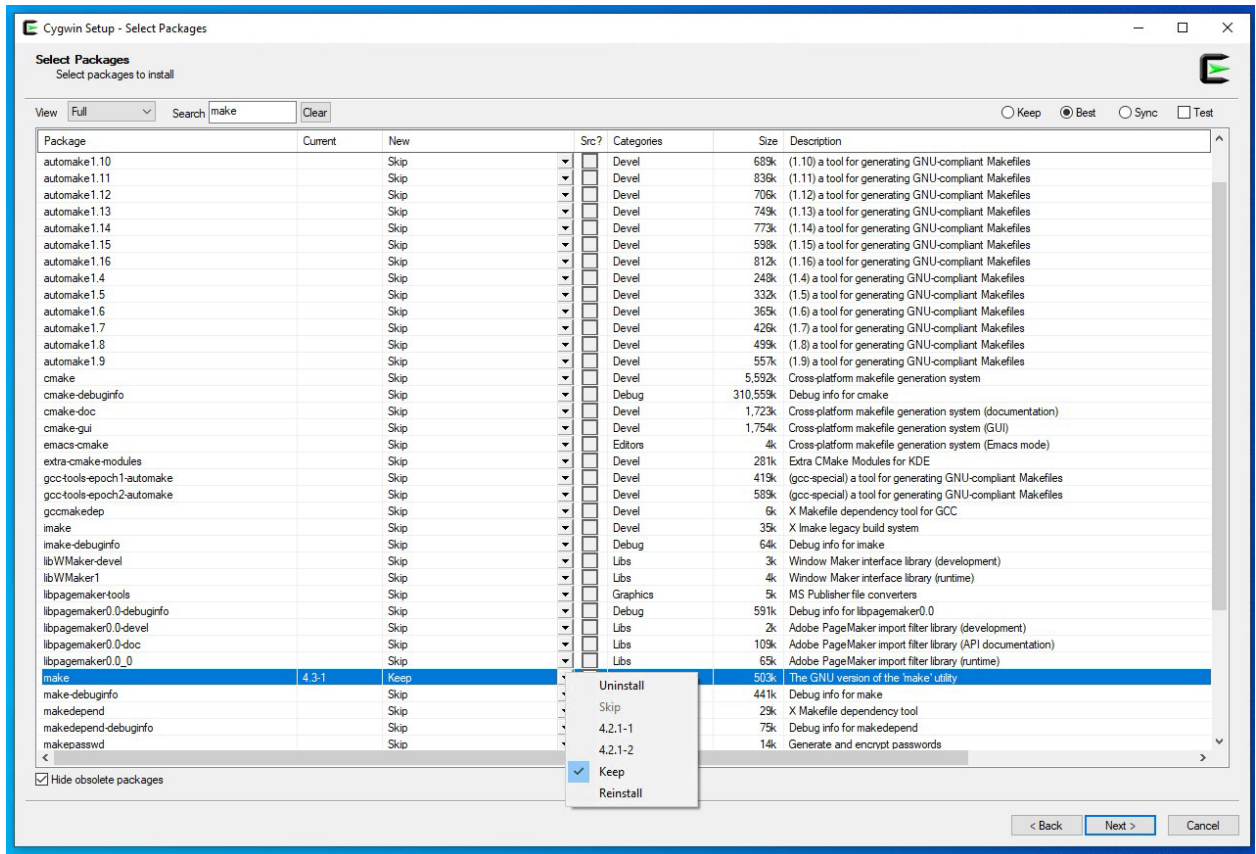 Cygwin Setup - Select Packages
Select Packages
Select packages to install
View Full Search make Clear Keep Best Sync Test
Package Current New Src? Categories Size Description
automake1.10 Skip Devel 689k (1.10) a tool for generating GNU-compliant Makefiles
automake1.11 Skip Devel 836k (1.11) a tool for generating GNU-compliant Makefiles
automake1.12 Skip Devel 706k (1.12) a tool for generating GNU-compliant Makefiles
automake1.13 Skip Devel 749k (1.13) a tool for generating GNU-compliant Makefiles
automake1.14 Skip Devel 773k (1.14) a tool for generating GNU-compliant Makefiles
automake1.15 Skip Devel 598k (1.15) a tool for generating GNU-compliant Makefiles
automake1.16 Skip Devel 812k (1.16) a tool for generating GNU-compliant Makefiles
automake1.4 Skip Devel 248k (1.4) a tool for generating GNU-compliant Makefiles
automake1.5 Skip Devel 332k (1.5) a tool for generating GNU-compliant Makefiles
automake1.6 Skip Devel 365k (1.6) a tool for generating GNU-compliant Makefiles
automake1.7 Skip Devel 426k (1.7) a tool for generating GNU-compliant Makefiles
automake1.8 Skip Devel 499k (1.8) a tool for generating GNU-compliant Makefiles
automake1.9 Skip Devel 557k (1.9) a tool for generating GNU-compliant Makefiles
cmake Skip Devel 5,592k Cross-platform makefile generation system
cmake-debuginfo Skip Debug 310,559k Debug info for cmake
cmake-doc Skip Devel 1,723k Cross-platform makefile generation system (documentation)
cmake-gui Skip Devel 1,754k Cross-platform makefile generation system (GUI)
emacs-cmake Skip Editors 4k Cross-platform makefile generation system (Emacs mode)
extra-cmake-modules Skip Devel 281k Extra CMake Modules for KDE
gcc-tools-epoch1-automake Skip Devel 419k (gcc-special) a tool for generating GNU-compliant Makefiles
gcc-tools-epoch2-automake Skip Devel 589k (gcc-special) a tool for generating GNU-compliant Makefiles
gccmakedep Skip Devel 6k X Makefile dependency tool for GCC
imake Skip Devel 35k X Imake legacy build system
imake-debuginfo Skip Debug 64k Debug info for imake
libWMaker-devel Skip Libs 3k Window Maker interface library (development)
libWMaker1 Skip Libs 4k Window Maker interface library (runtime)
libpagemaker-tools Skip Graphics 5k MS Publisher file converters
libpagemaker0.0-debuginfo Skip Debug 591k Debug info for libpagemaker0.0
libpagemaker0.0-devel Skip Libs 2k Adobe PageMaker import filter library (development)
libpagemaker0.0-doc Skip Libs 109k Adobe PageMaker import filter library (API documentation)
libpagemaker0.0_0 Skip Libs 65k Adobe PageMaker import filter library (runtime)
make 4.3-1 Keep 503k The GNU version of the 'make' utility
make-debuginfo Skip 441k Debug info for make
makedepend Skip 29k X Makefile dependency tool
makedepend-debuginfo Skip 75k Debug info for makedepend
makepasswd Skip 14k Generate and encrypt passwords
Uninstall
Skip
4.2.1-1
4.2.1-2
Keep
Reinstall
Hide obsolete packages
< Back Next > Cancel